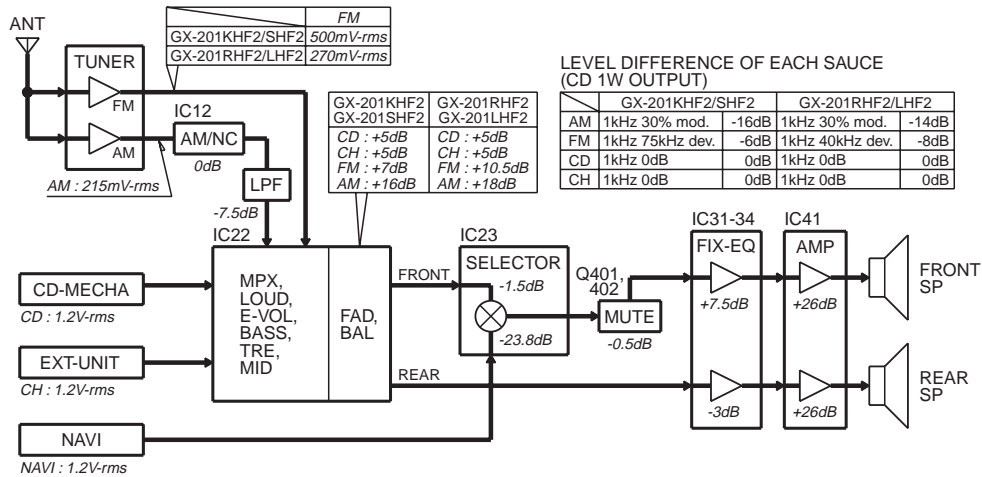 ANT
FM
GX-201KHF2/SHF2 500mV-rms
GX-201RHF2/LHF2 270mV-rms
TUNER
FM
AM
AM : 215mV-rms
IC12
AM/NC
0dB
LPF
-7.5dB
GX-201KHF2 GX-201RHF2
GX-201SHF2 GX-201LHF2
CD : +5dB CD : +5dB
CH : +5dB CH : +5dB
FM : +7dB FM : +10.5dB
AM : +16dB AM : +18dB
LEVEL DIFFERENCE OF EACH SAUCE
(CD 1W OUTPUT)
GX-201KHF2/SHF2 GX-201RHF2/LHF2
AM 1kHz 30% mod. -16dB 1kHz 30% mod. -14dB
FM 1kHz 75kHz dev. -6dB 1kHz 40kHz dev. -8dB
CD 1kHz 0dB 0dB 1kHz 0dB 0dB
CH 1kHz 0dB 0dB 1kHz 0dB 0dB
IC22
MPX,
LOUD,
E-VOL,
BASS,
TRE,
MID
FAD,
BAL
CD-MECHA
CD : 1.2V-rms
EXT-UNIT
CH : 1.2V-rms
NAVI
NAVI : 1.2V-rms
FRONT
REAR
IC23
SELECTOR
-1.5dB
-23.8dB
Q401,
402
MUTE
-0.5dB
IC31-34
FIX-EQ
+7.5dB
-3dB
IC41
AMP
+26dB
+26dB
FRONT
SP
REAR
SP